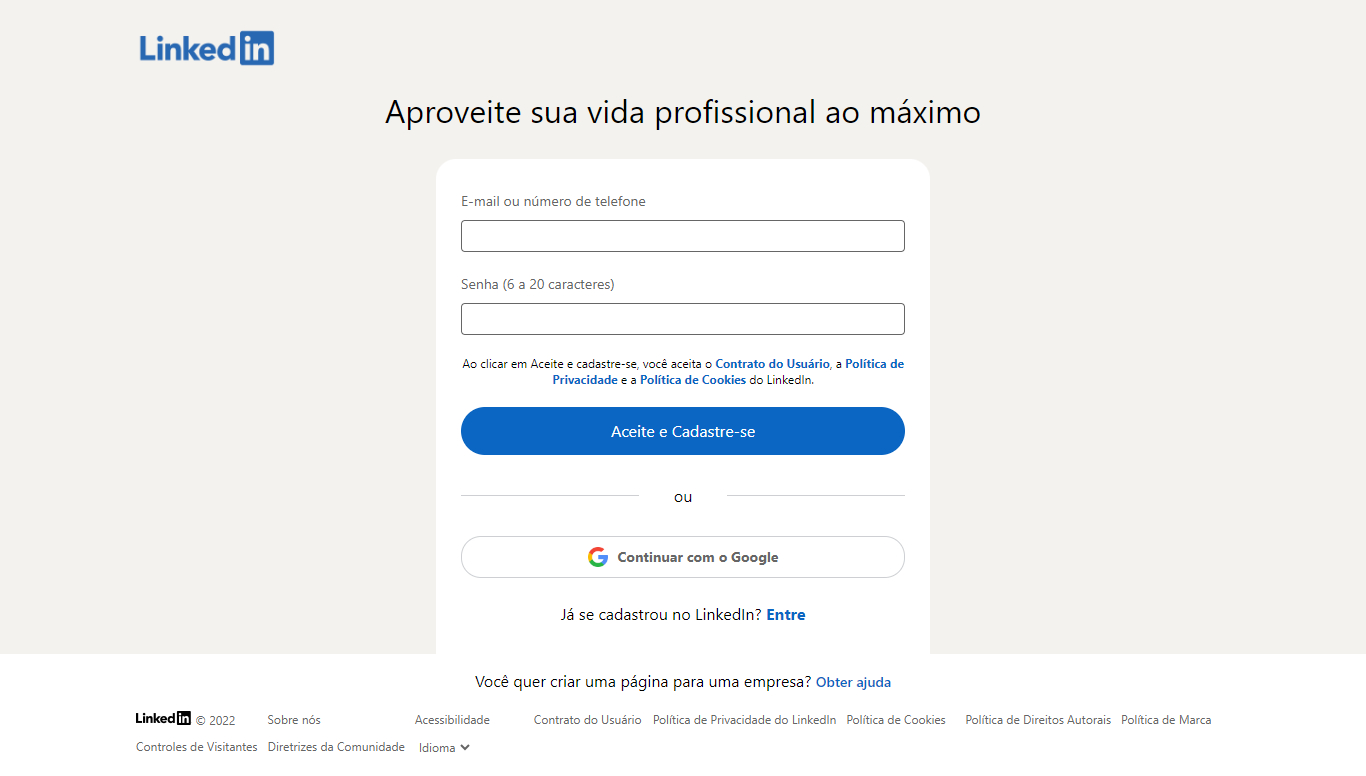 Linked in
Aproveite sua vida profissional ao máximo
E-mail ou número de telefone
Senha (6 a 20 caracteres)
Ao clicar em Aceite e cadastre-se, você aceita o Contrato do Usuário, a Política de
Privacidade e a Política de Cookies do LinkedIn.
Aceite e Cadastre-se
ou
Continuar com o Google
Já se cadastrou no LinkedIn? Entre
Você quer criar uma página para uma empresa? Obter ajuda
Linked in © 2022 Sobre nós Acessibilidade Contrato do Usuário Política de Privacidade do LinkedIn Política de Cookies Política de Direitos Autorais Política de Marca
Controles de Visitantes Diretrizes da Comunidade Idioma